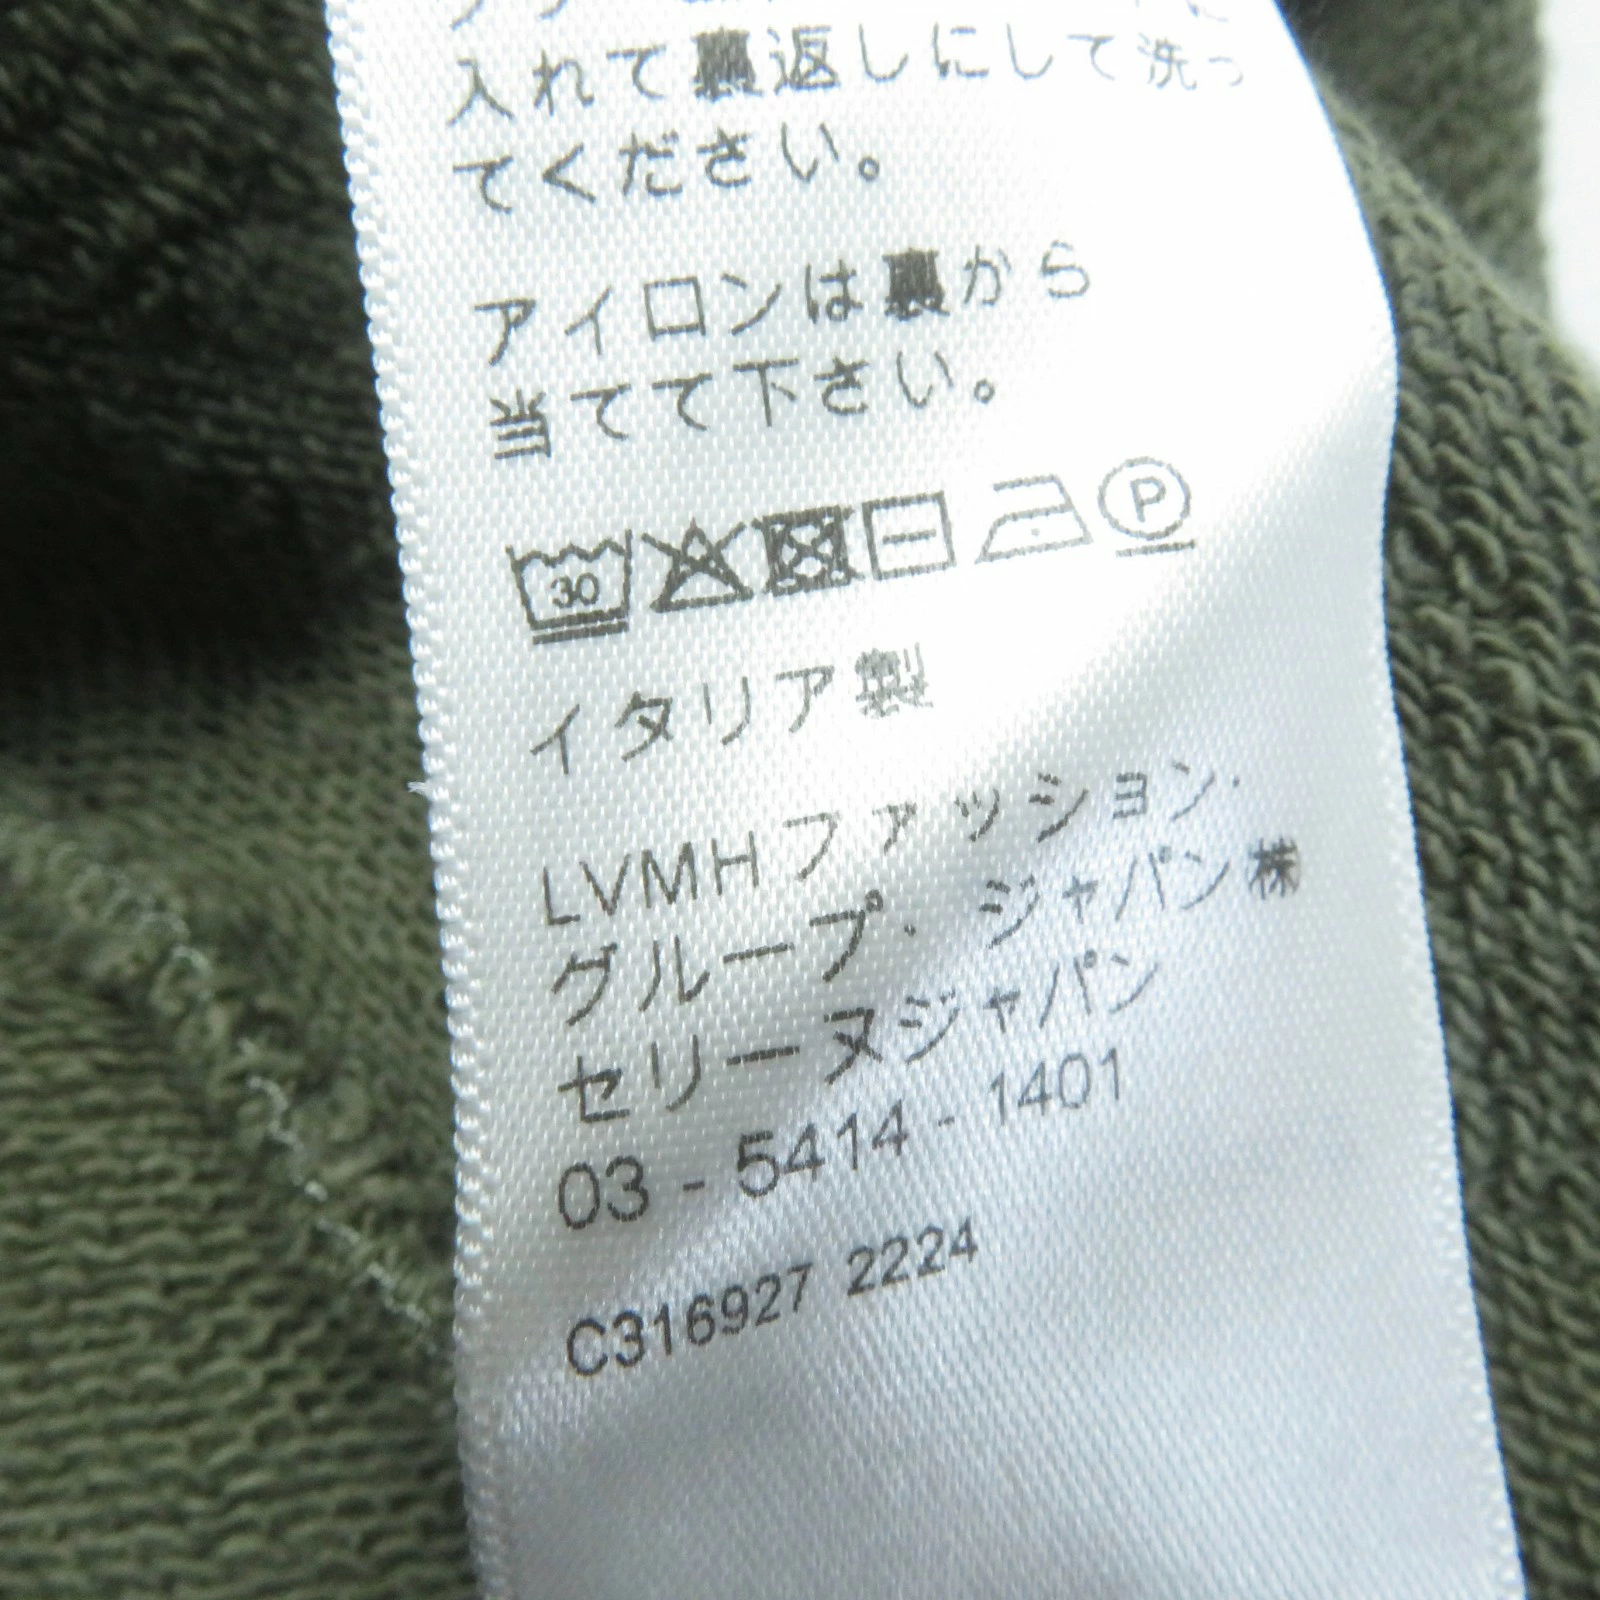 入れて裏返しにして洗っ
てください。
アイロンは裏から
当てて下さい。
30
P
イタリア製
LVMHファッション・
グループ・ジャパン株
セリーヌジャパン
03-5414-1401
C316927 2224